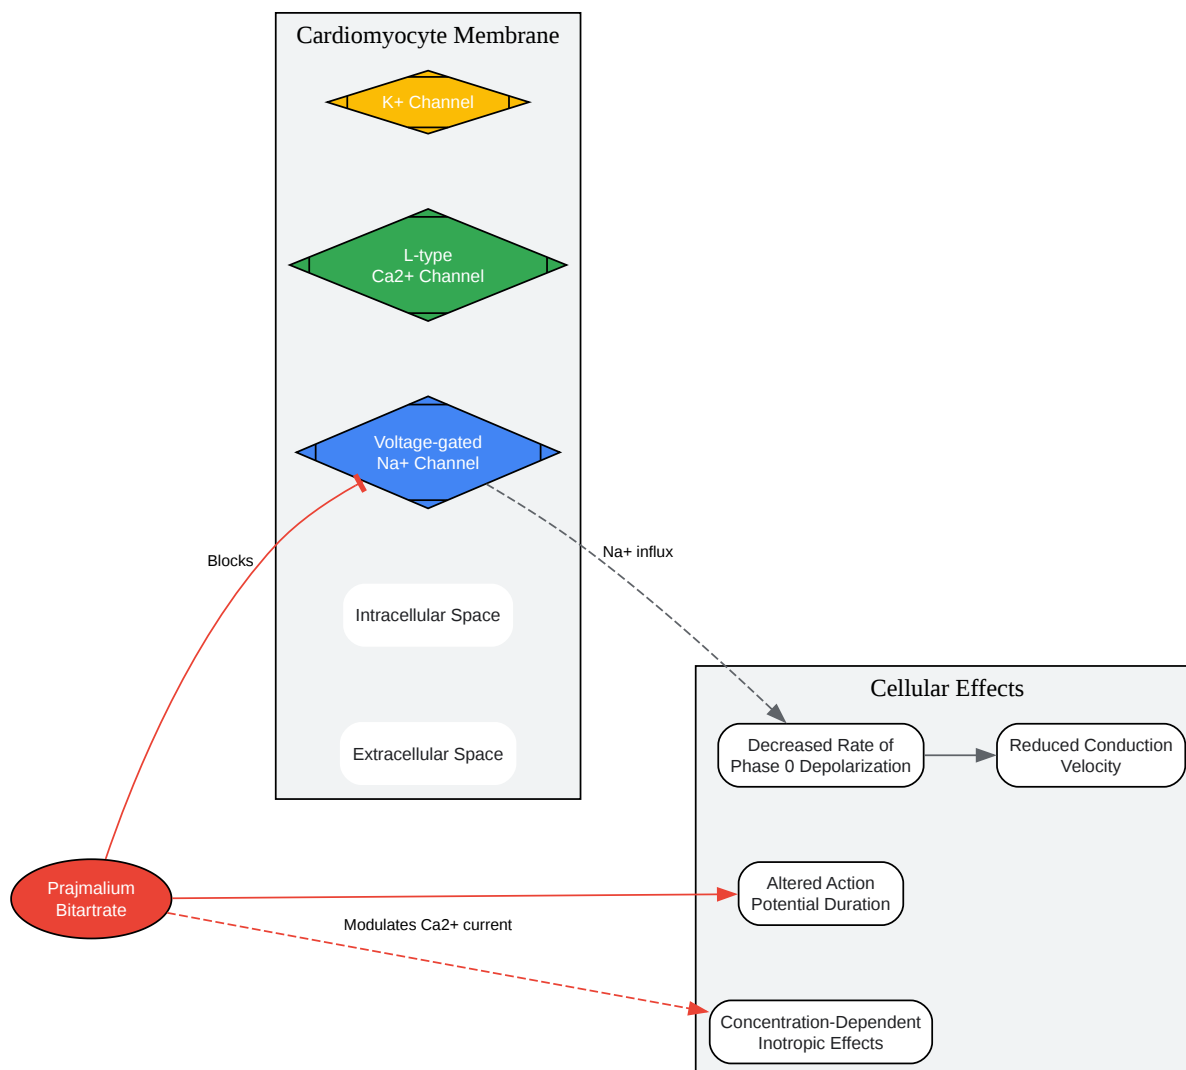 Cardiomyocyte Membrane
K+ Channel
L-type
Ca2+ Channel
Voltage-gated
Na+ Channel
Blocks
Na+ influx
Intracellular Space
Extracellular Space
Cellular Effects
Decreased Rate of
Phase 0 Depolarization
Reduced Conduction
Velocity
Prajmalium
Bitartrate
Altered Action
Potential Duration
Modulates Ca2+ current
Concentration-Dependent
Inotropic Effects